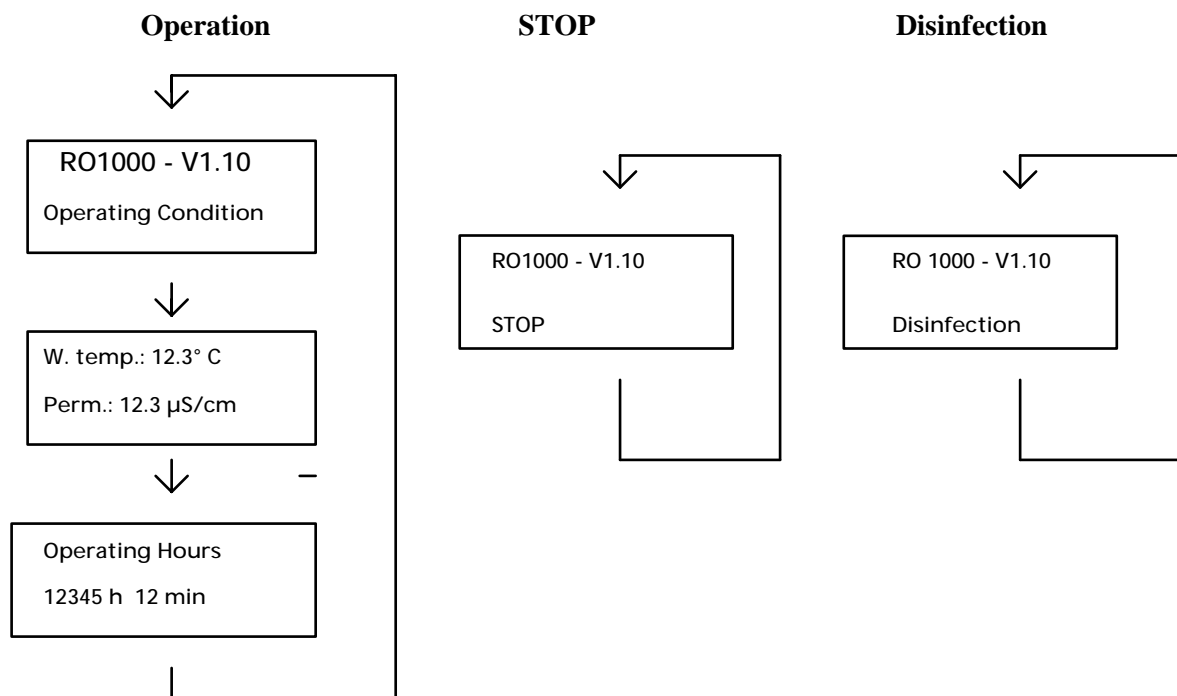 Operation
STOP
Disinfection
RO1000 - V1.10
Operating Condition
W. temp.: 12.3° C
Perm.: 12.3 µS/cm
Operating Hours
12345 h 12 min
RO1000 - V1.10
STOP
RO 1000 - V1.10
Disinfection